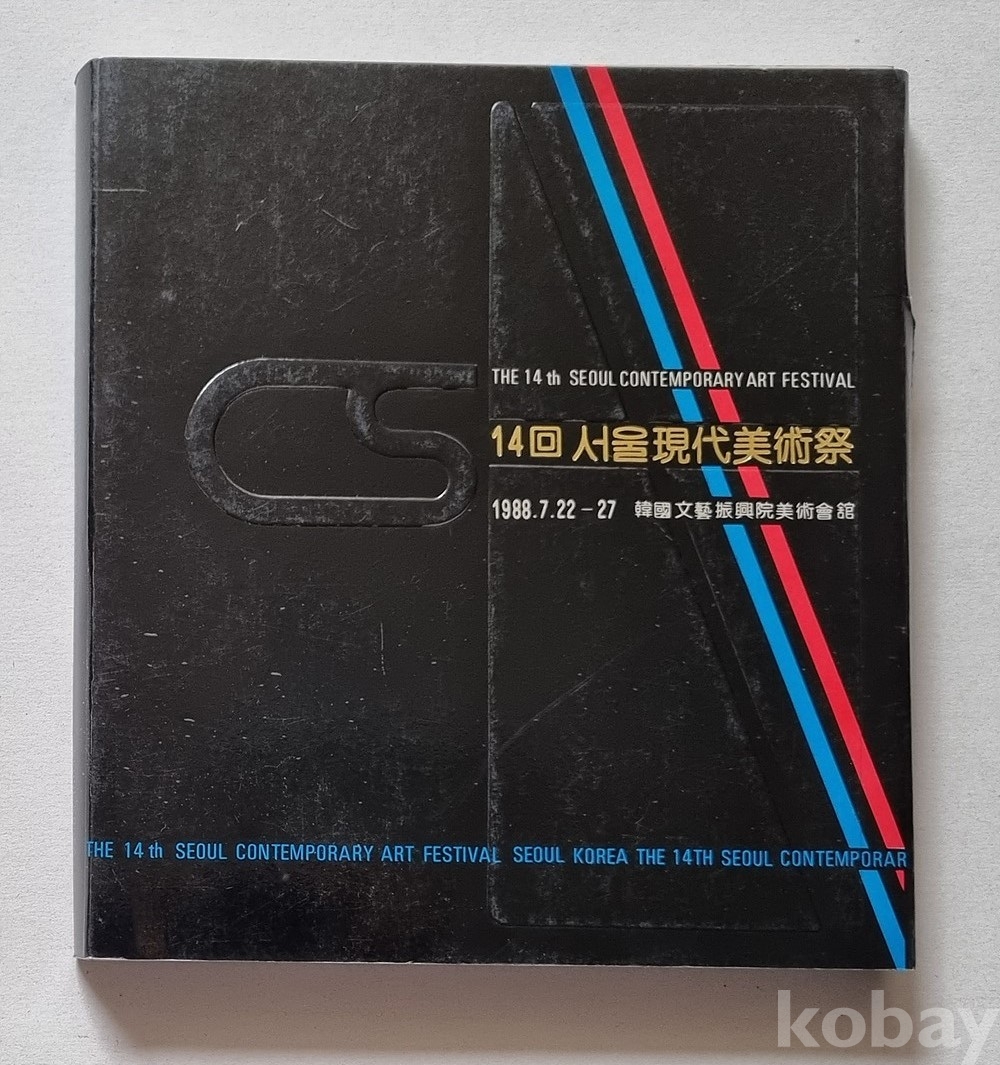 THE 14 th SEOUL CONTEMPORARY ART FESTIVAL
14回 서울現代美術祭
1988.7.22-27 韓國文藝振興院美術會館
CS
THE 14 th SEOUL CONTEMPORARY ART FESTIVAL SEOUL KOREA THE 14TH SEOUL CONTEMPORAR
kobay